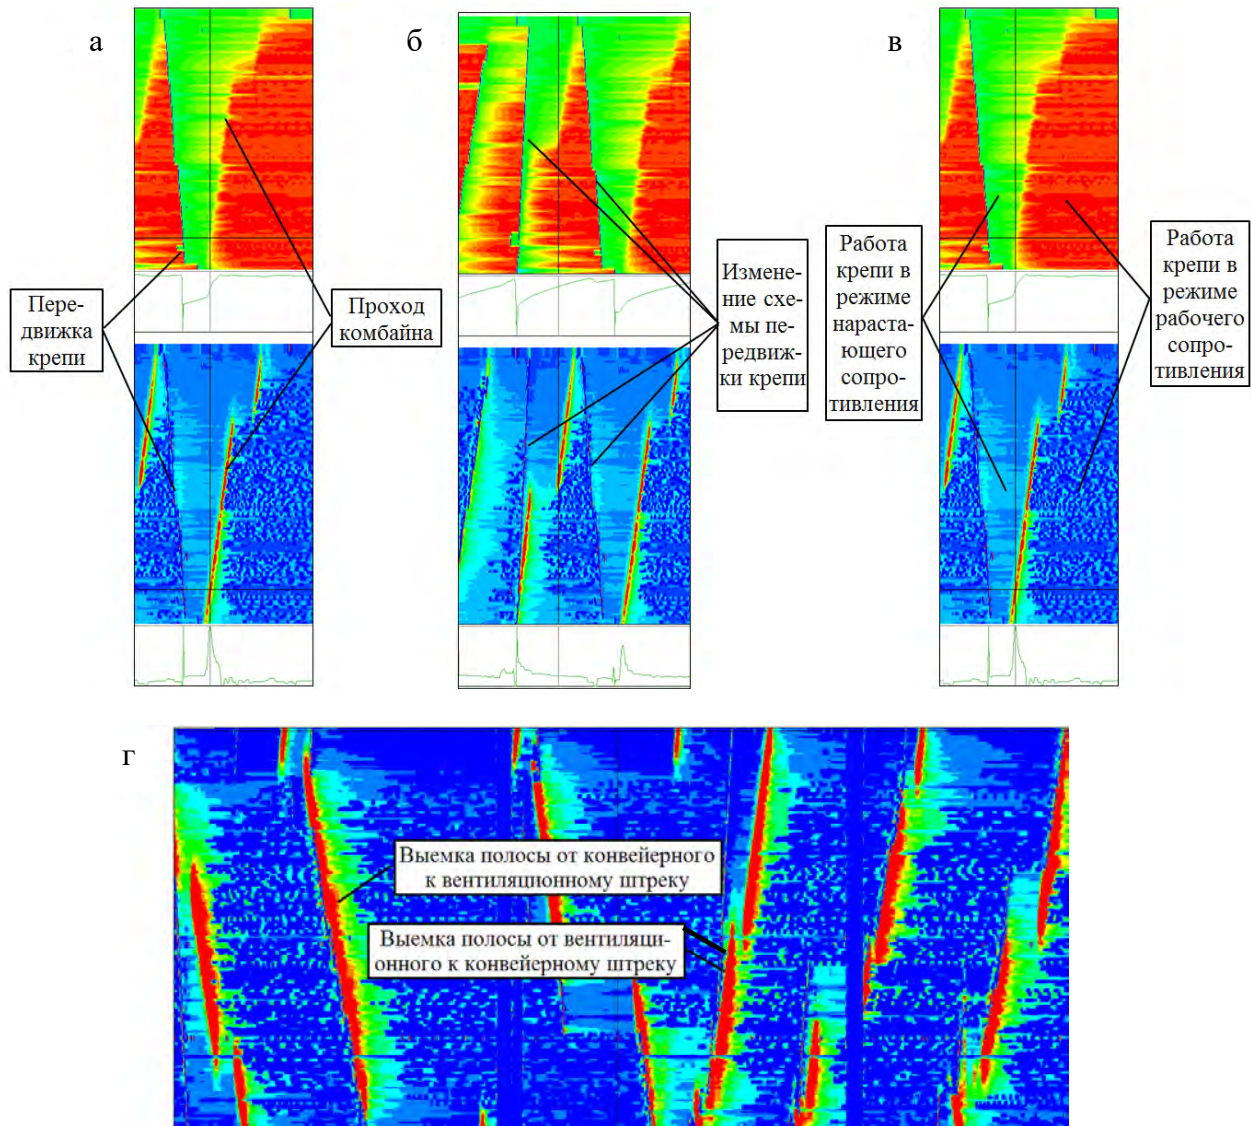 а
б
в
Пере-
движка
крепи
Проход
комбайна
Измене-
ение схе-
мы пе-
редвиж-
ки крепи
Работа
крепи в
режиме
нараста-
ющего
сопро-
тивления
Работа
крепи в
режиме
рабочего
сопро-
тивления
г
Выемка полосы от конвейерного
к вентиляционному штреку
Выемка полосы от вентиляци-
онного к конвейерному штреку